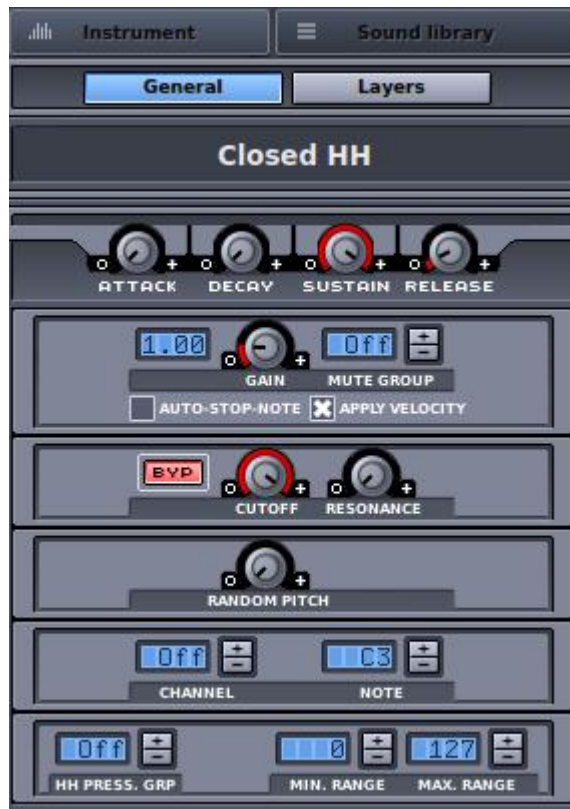 Instrument
Sound library
General
Layers
Closed HH
O + O + O + O +
ATTACK DECAY SUSTAIN RELEASE
1.00 O + Off + -
GAIN MUTE GROUP
AUTO-STOP-NOTE APPLY VELOCITY
BYP O + O +
CUTOFF RESONANCE
O +
RANDOM PITCH
Off + - C3 + -
CHANNEL NOTE
Off + - 0 + - 127 + -
HH PRESS. GRP MIN. RANGE MAX. RANGE